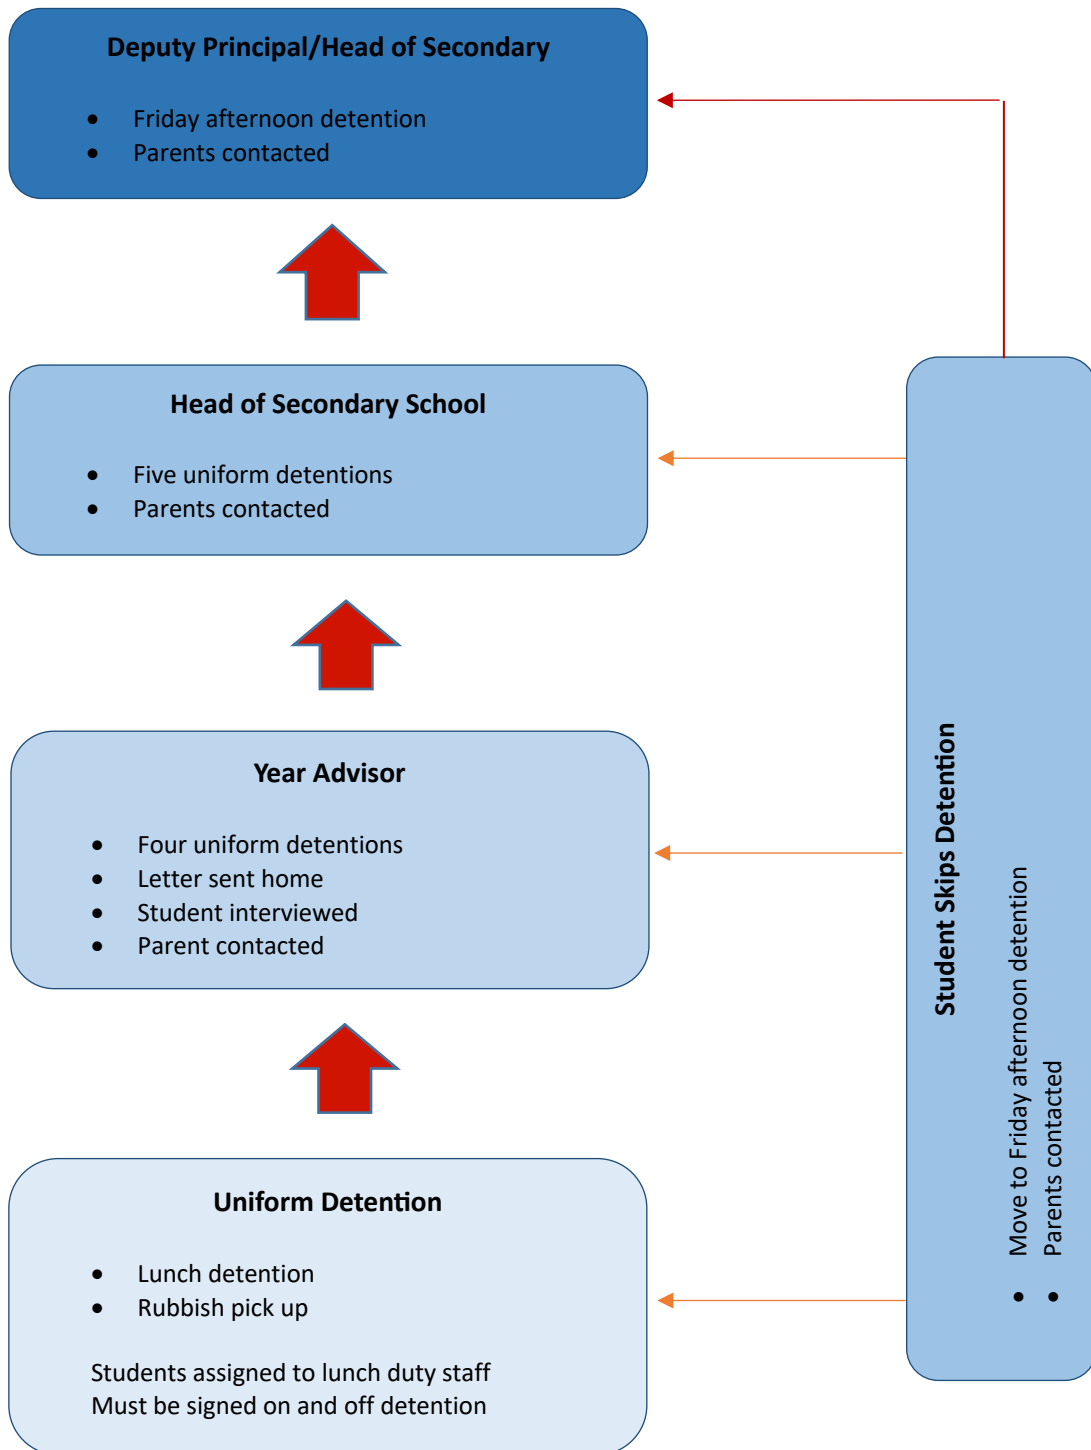 Deputy Principal/Head of Secondary
• Friday afternoon detention
• Parents contacted
Head of Secondary School
• Five uniform detentions
• Parents contacted
Year Advisor
• Four uniform detentions
• Letter sent home
• Student interviewed
• Parent contacted
Uniform Detention
• Lunch detention
• Rubbish pick up
Students assigned to lunch duty staff
Must be signed on and off detention
Student Skips Detention
• Move to Friday afternoon detention
• Parents contacted